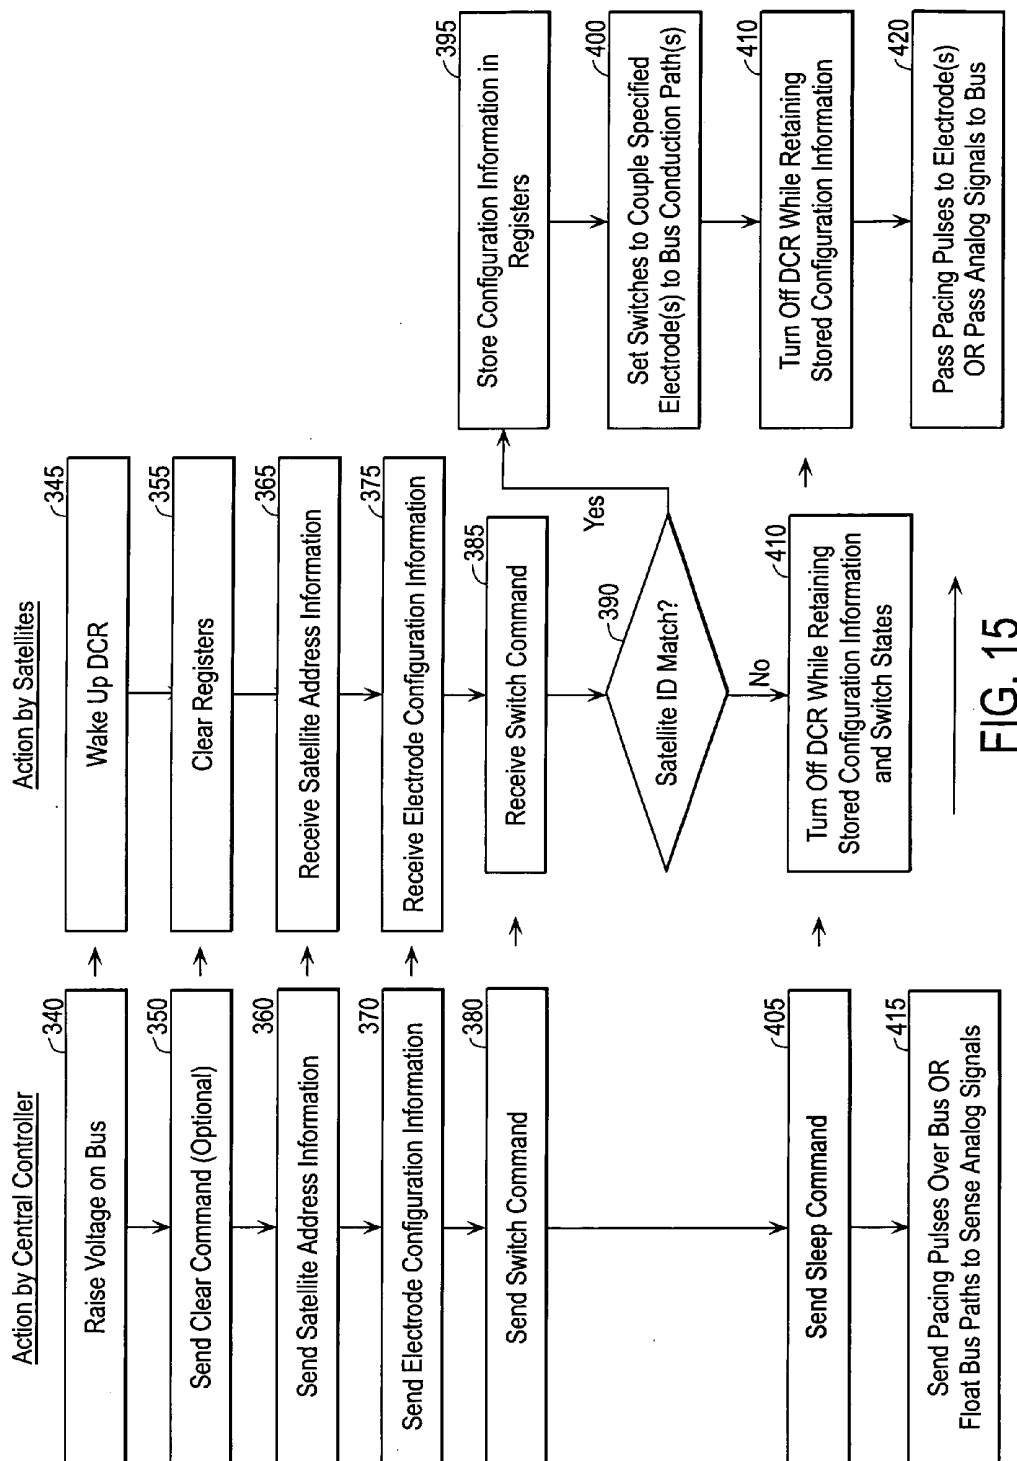 Action by Central Controller
340
Raise Voltage on Bus
350
Send Clear Command (Optional)
360
Send Satellite Address Information
370
Send Electrode Configuration Information
380
Send Switch Command
405
Send Sleep Command
415
Send Pacing Pulses Over Bus OR
Float Bus Paths to Sense Analog Signals
Action by Satellites
345
Wake Up DCR
355
Clear Registers
365
Receive Satellite Address Information
375
Receive Electrode Configuration Information
385
Receive Switch Command
390
Satellite ID Match?
Yes
No
410
Turn Off DCR While Retaining
Stored Configuration Information
and Switch States
395
Store Configuration Information in
Registers
400
Set Switches to Couple Specified
Electrode(s) to Bus Conduction Path(s)
410
Turn Off DCR While Retaining
Stored Configuration Information
420
Pass Pacing Pulses to Electrode(s)
OR Pass Analog Signals to Bus
FIG. 15